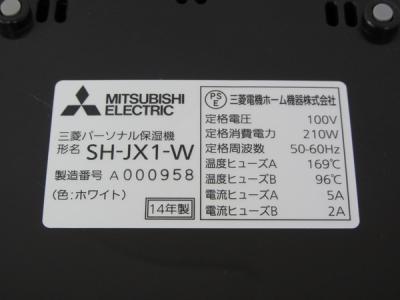 MITSUBISHI
ELECTRIC
三菱パーソナル保湿機
形名 SH-JX1-W
製造番号 A000958
(色:ホワイト) 14年製
PSE 三菱電機ホーム機器株式会社
定格電圧 100V
定格消費電力 210W
定格周波数 50-60Hz
温度ヒューズA 169℃
温度ヒューズB 96℃
電流ヒューズA 5A
電流ヒューズB 2A